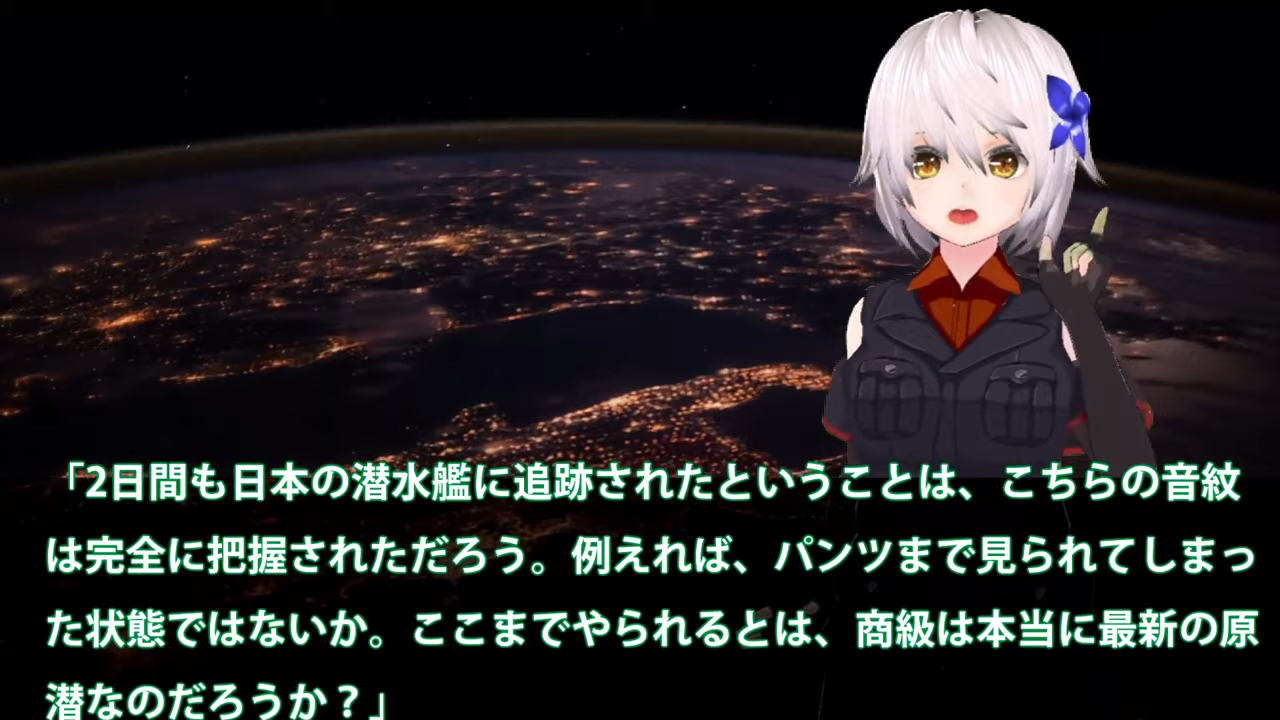 「2日間も日本の潜水艦に追跡されたということは、こちらの音紋
は完全に把握されただろう。例えれば、パンツまで見られてしまっ
た状態ではないか。ここまでやられるとは、商級は本当に最新の原
潜なのだろうか？」